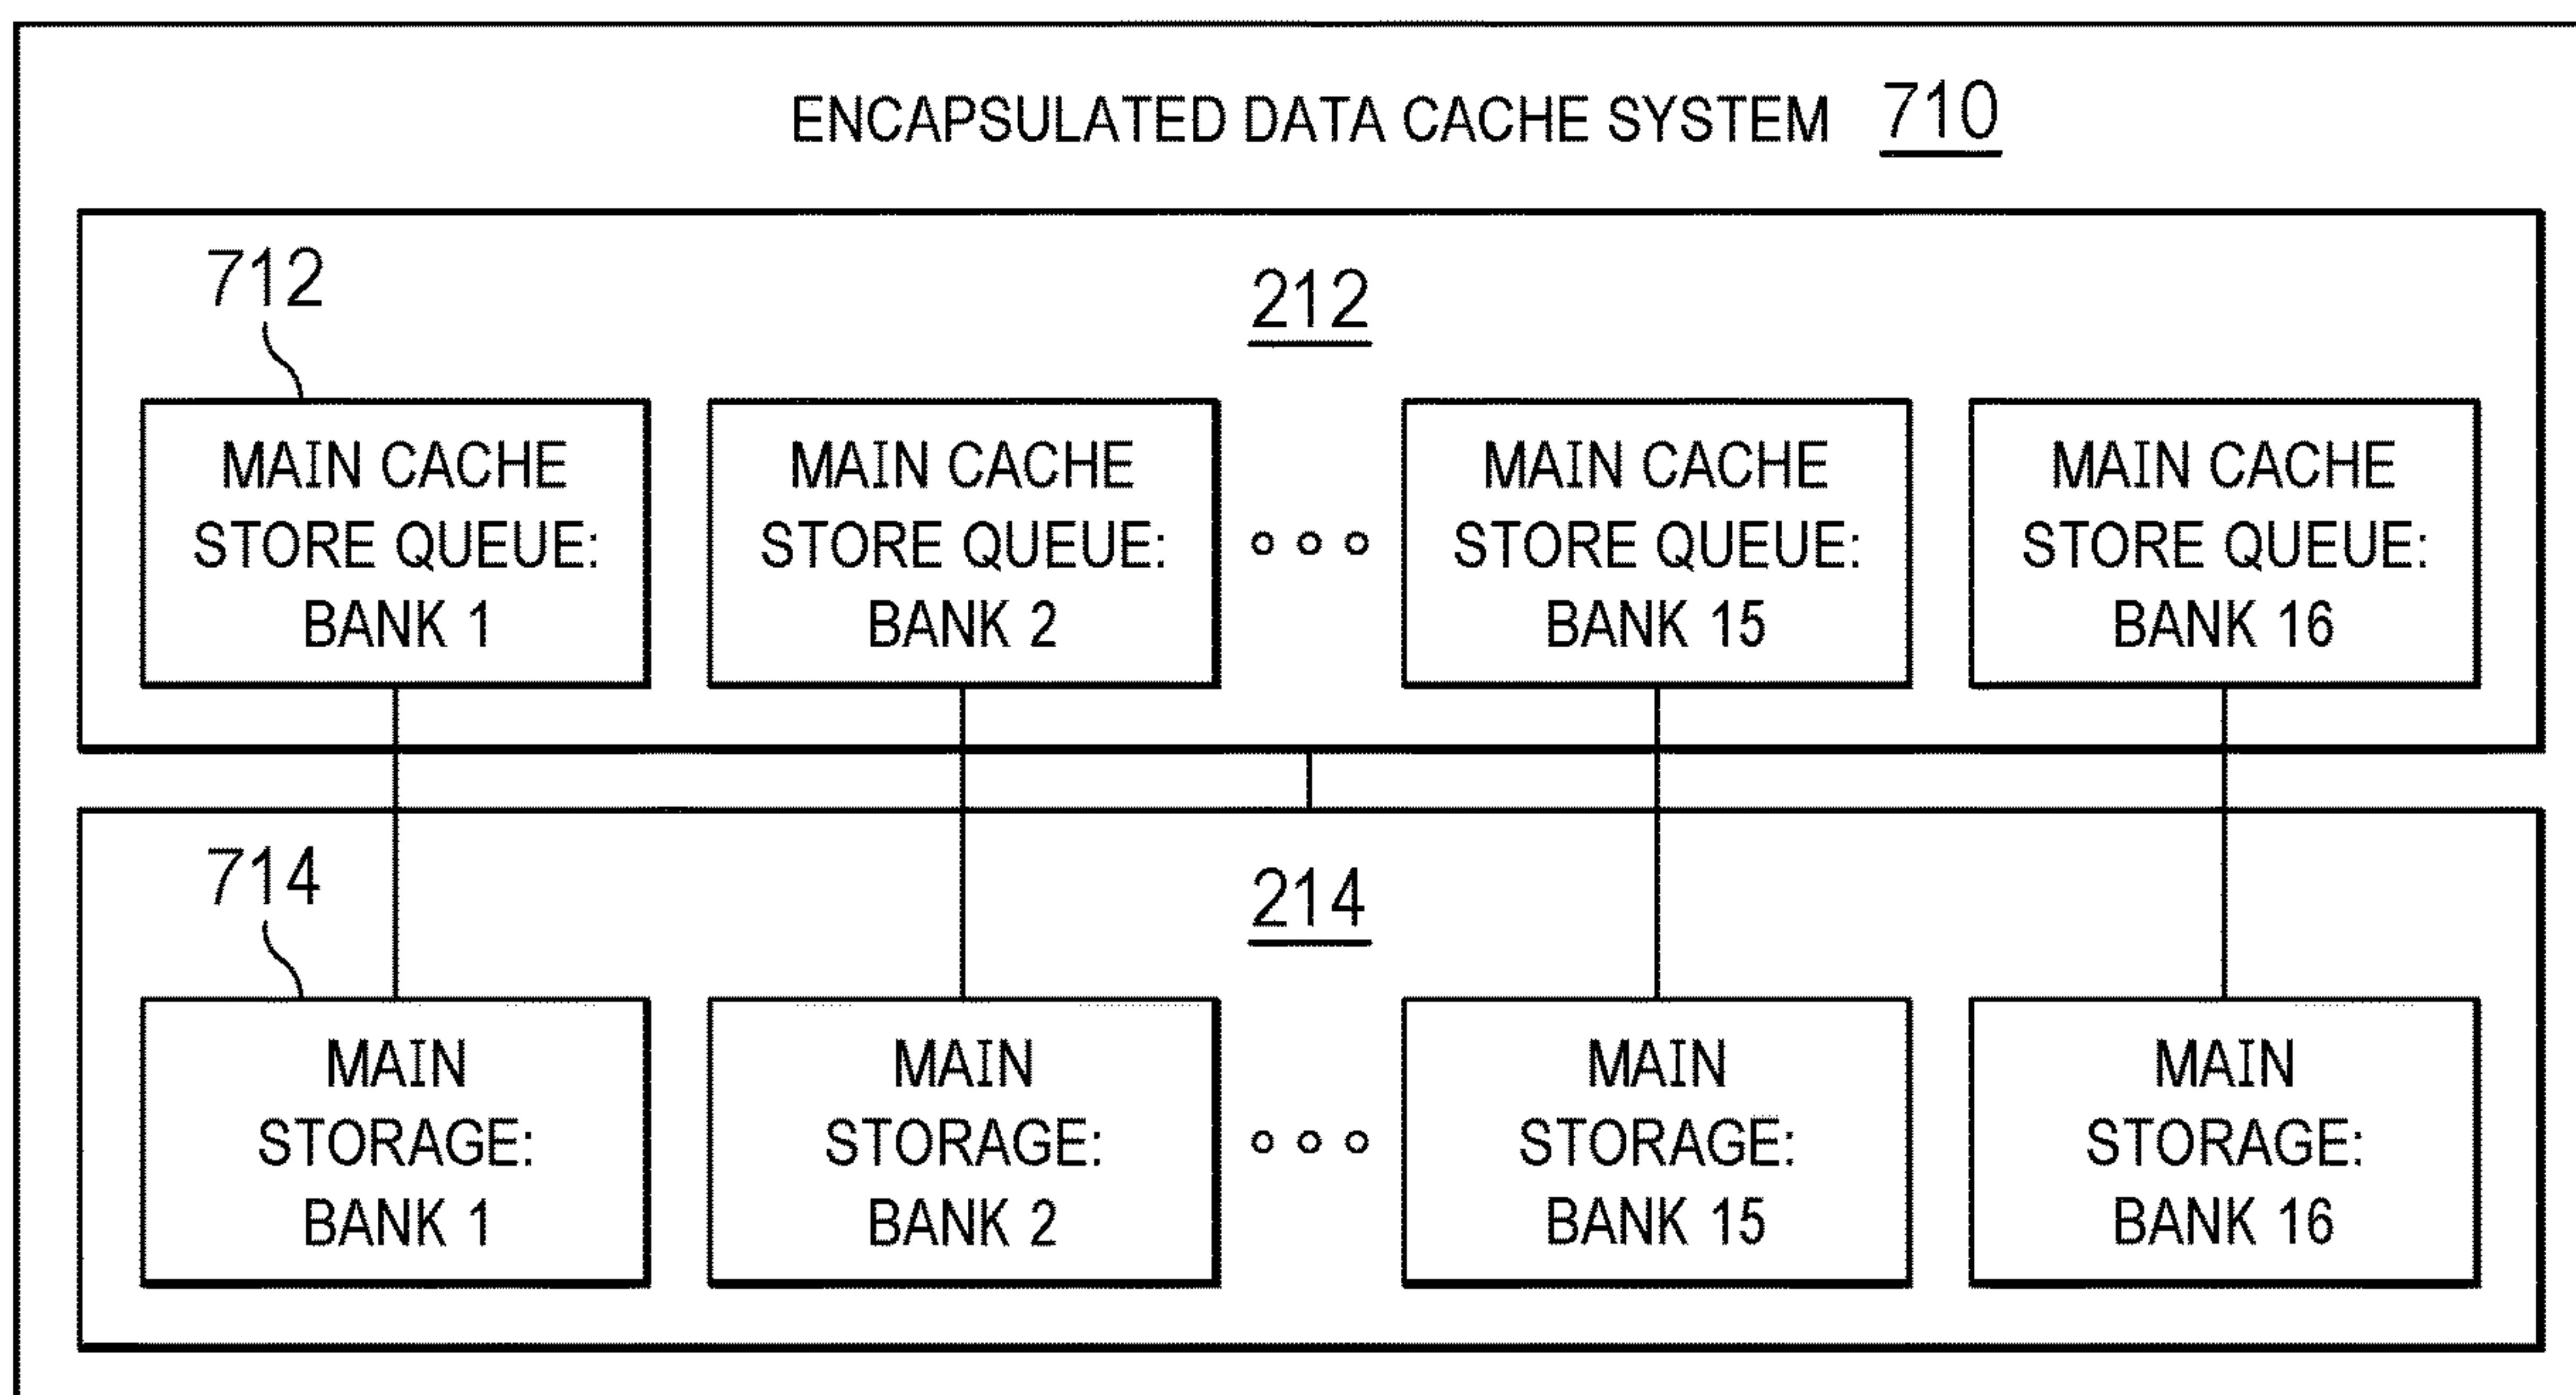 ENCAPSULATED DATA CACHE SYSTEM 710
712
212
MAIN CACHE
STORE QUEUE:
BANK 1
MAIN CACHE
STORE QUEUE:
BANK 2
MAIN CACHE
STORE QUEUE:
BANK 15
MAIN CACHE
STORE QUEUE:
BANK 16
714
214
MAIN
STORAGE:
BANK 1
MAIN
STORAGE:
BANK 2
MAIN
STORAGE:
BANK 15
MAIN
STORAGE:
BANK 16